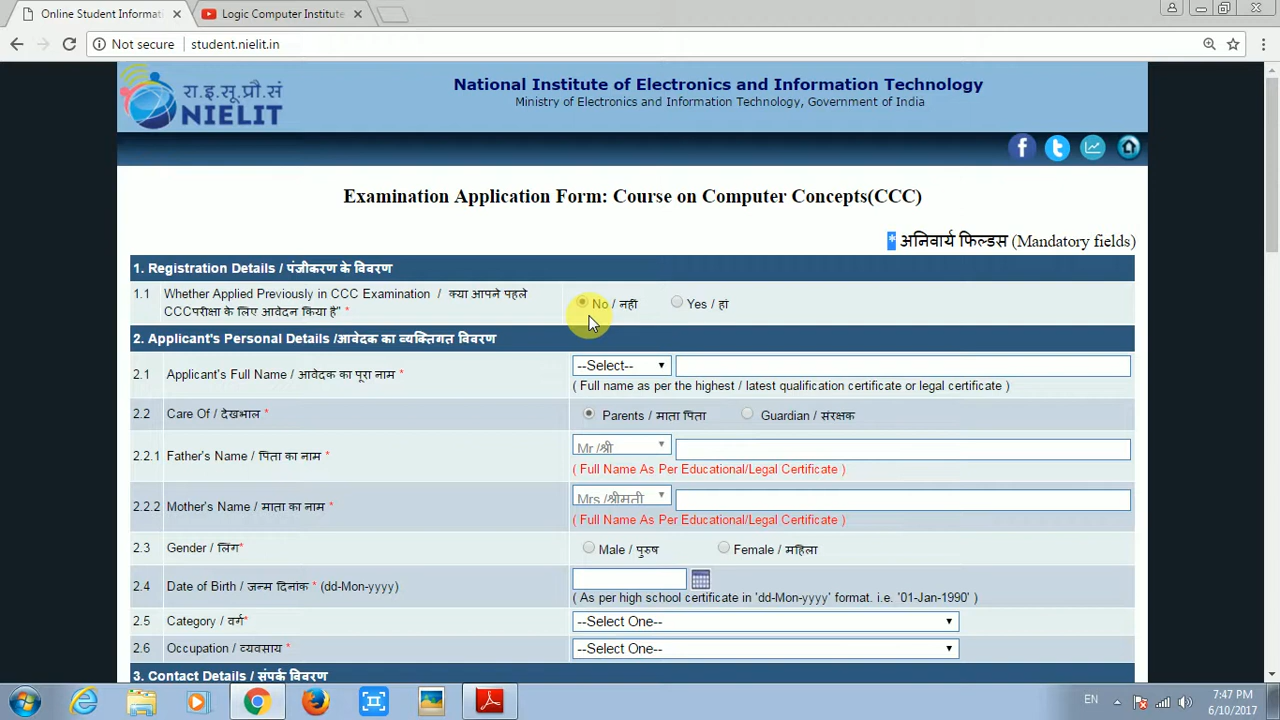 Online Student Informati
Logic Computer Institute
Not secure
student.nielit.in
रा.इ.सू.प्रौ.सं
NIELIT
National Institute of Electronics and Information Technology
Ministry of Electronics and Information Technology, Government of India
Examination Application Form: Course on Computer Concepts(CCC)
* अनिवार्य फिल्डस (Mandatory fields)
1. Registration Details / पंजीकरण के विवरण
1.1 Whether Applied Previously in CCC Examination / क्या आपने पहले
CCCपरीक्षा के लिए आवेदन किया है" *
No / नहीं Yes / हां
2. Applicant's Personal Details /आवेदक का व्यक्तिगत विवरण
2.1 Applicant's Full Name / आवेदक का पूरा नाम * --Select--
( Full name as per the highest / latest qualification certificate or legal certificate )
2.2 Care Of / देखभाल * Parents / माता पिता Guardian / संरक्षक
2.2.1 Father's Name / पिता का नाम * Mr /श्री
( Full Name As Per Educational/Legal Certificate )
2.2.2 Mother's Name / माता का नाम * Mrs /श्रीमती
( Full Name As Per Educational/Legal Certificate )
2.3 Gender / लिंग* Male / पुरुष Female / महिला
2.4 Date of Birth / जन्म दिनांक * (dd-Mon-yyyy)
( As per high school certificate in 'dd-Mon-yyyy' format. i.e. '01-Jan-1990' )
2.5 Category / वर्ग* --Select One--
2.6 Occupation / व्यवसाय * --Select One--
3. Contact Details / संपर्क विवरण
EN
7:47 PM
6/10/2017